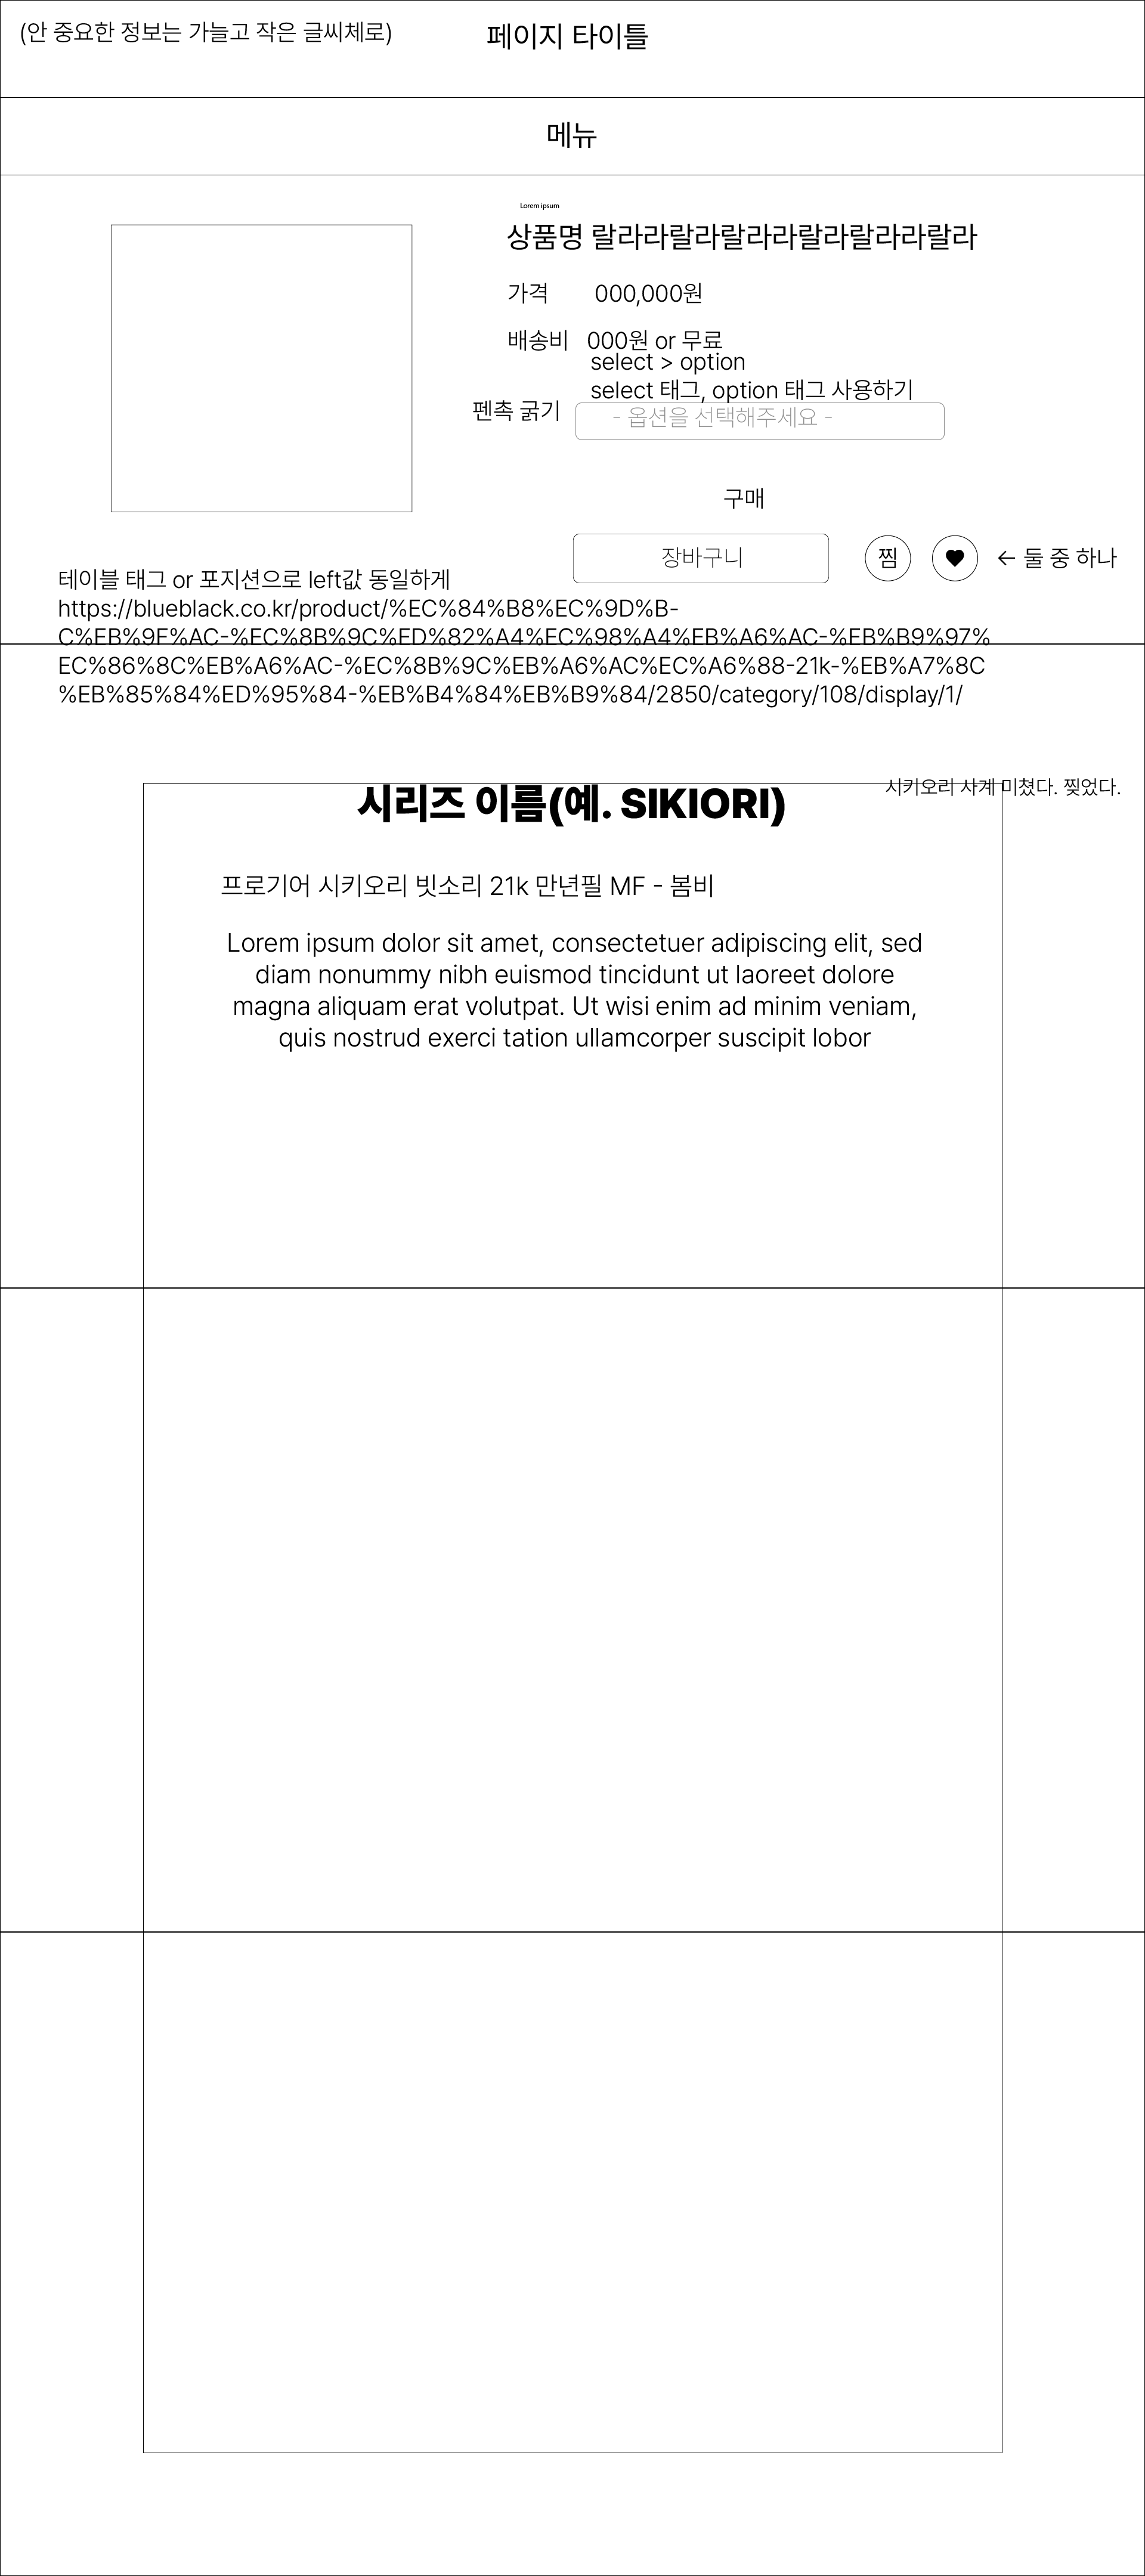 (안 중요한 정보는 가늘고 작은 글씨체로)
페이지 타이틀
메뉴
Lorem ipsum
상품명 랄라라랄라랄라라랄라랄라라랄라
가격 000,000원
배송비 000원 or 무료
select > option
select 태그, option 태그 사용하기
펜촉 굵기
- 옵션을 선택해주세요 -
구매
장바구니
찜
← 둘 중 하나
테이블 태그 or 포지션으로 left값 동일하게
https://blueblack.co.kr/product/%EC%84%B8%EC%9D%B-
C%EB%9F%AC-%EC%8B%9C%ED%82%A4%EC%98%A4%EB%A6%AC-%EB%B9%97%
EC%86%8C%EB%A6%AC-%EC%8B%9C%EB%A6%AC%EC%A6%88-21k-%EB%A7%8C
%EB%85%84%ED%95%84-%EB%B4%84%EB%B9%84/2850/category/108/display/1/
시키오리 사계 미쳤다. 찢었다.
시리즈 이름(예. SIKIORI)
프로기어 시키오리 빗소리 21k 만년필 MF - 봄비
Lorem ipsum dolor sit amet, consectetuer adipiscing elit, sed
diam nonummy nibh euismod tincidunt ut laoreet dolore
magna aliquam erat volutpat. Ut wisi enim ad minim veniam,
quis nostrud exerci tation ullamcorper suscipit lobor